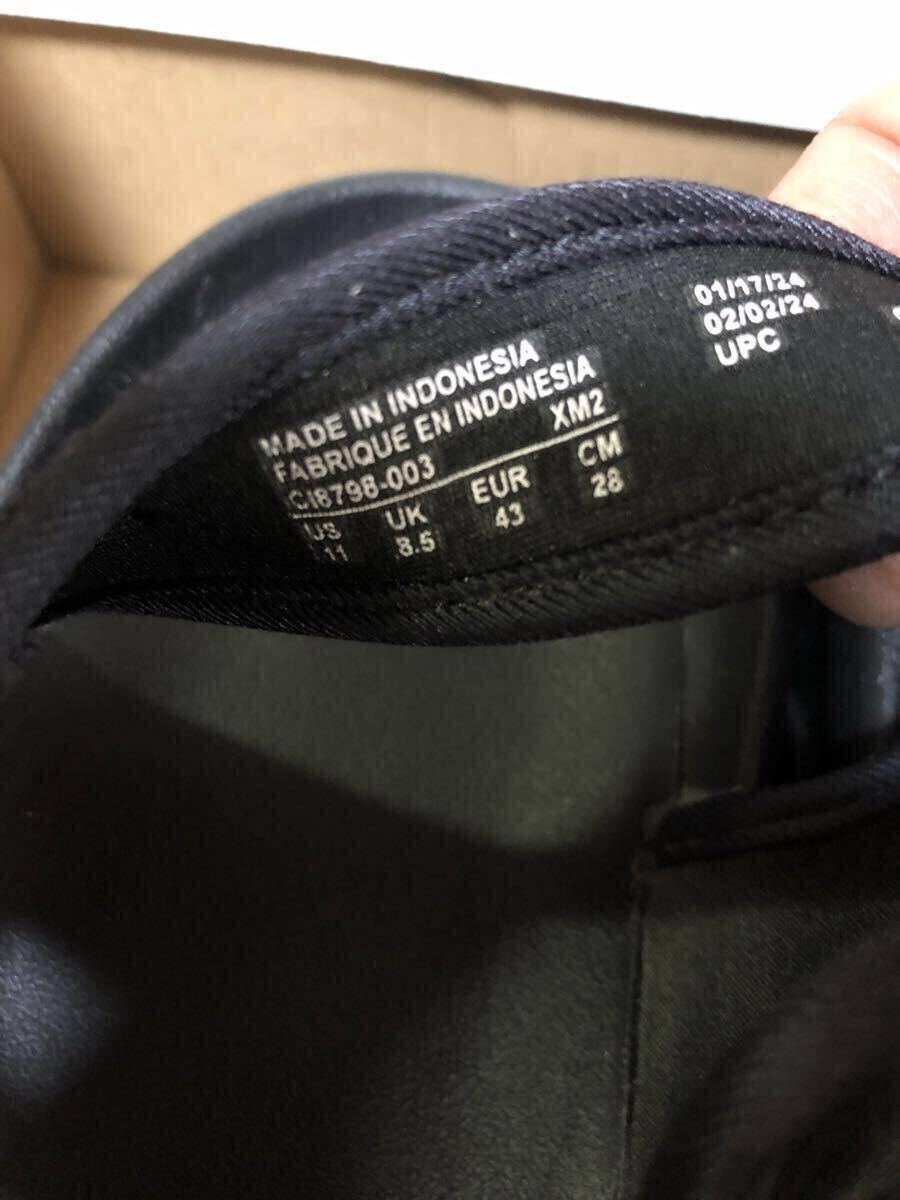 MADE IN INDONESIA
FABRIQUE EN INDONESIA
CI8798-003 XM2
US UK EUR CM
11 8.5 43 28
01/17/24
02/02/24
UPC